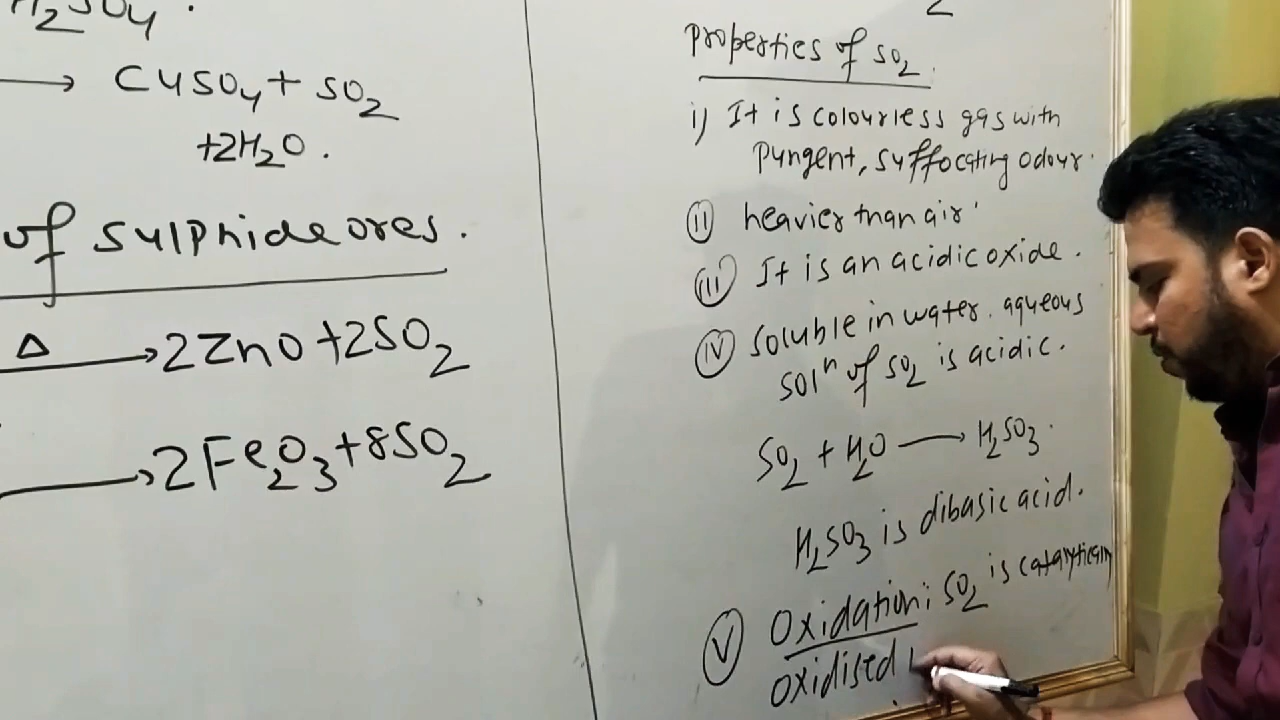 H2SO4.
→ CuSO4 + SO2
+2H2O.
of sulphide ores.
Δ → 2ZnO + 2SO2
→ 2Fe2O3 + 8SO2
2
properties of SO2.
i) It is colourless gas with
pungent, suffocating odour.
(II) heavier than air.
(III) It is an acidic oxide.
(IV) soluble in water. aqueous
solⁿ of SO2 is acidic.
SO2 + H2O → H2SO3.
H2SO3 is dibasic acid.
(V) Oxidation: SO2 is catalytically
oxidised